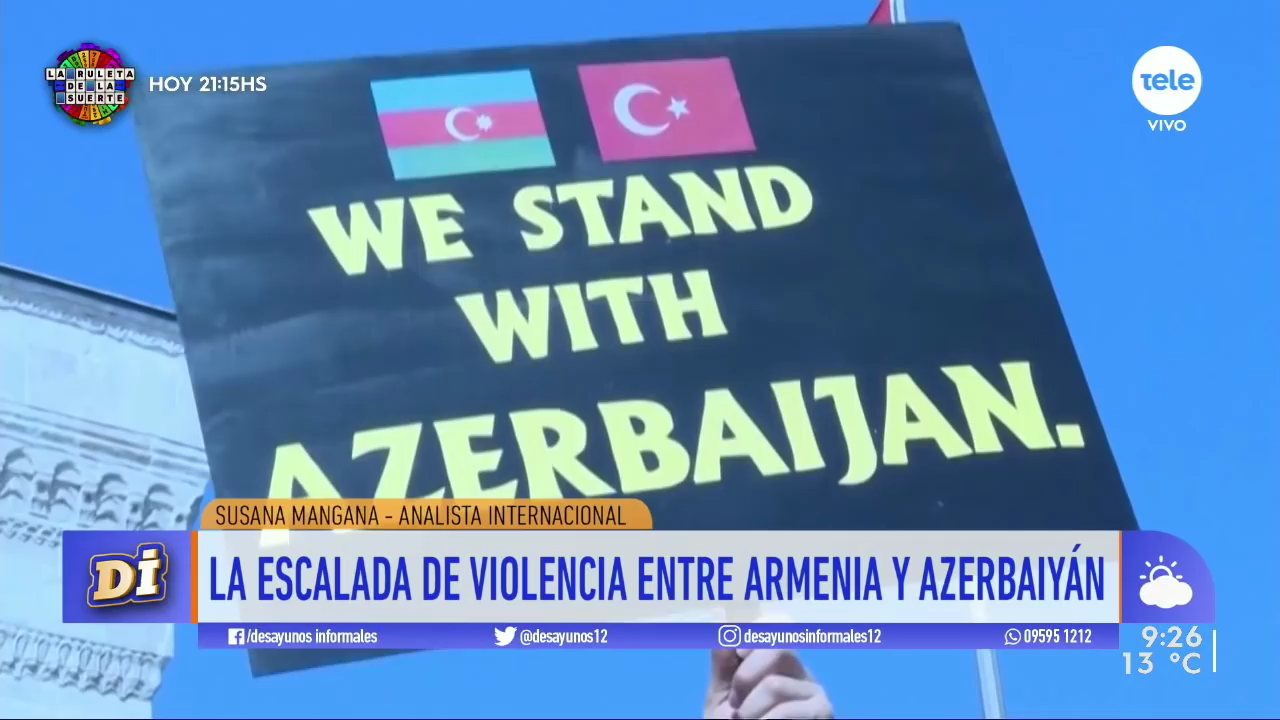 LA RULETA
DE LA
SUERTE
HOY 21:15HS
tele
VIVO
WE STAND
WITH
AZERBAIJAN.
SUSANA MANGANA - ANALISTA INTERNACIONAL
Di
LA ESCALADA DE VIOLENCIA ENTRE ARMENIA Y AZERBAIYÁN
/desayunos informales
@desayunos12
desayunosinformales12
09595 1212
9:26
13 °C